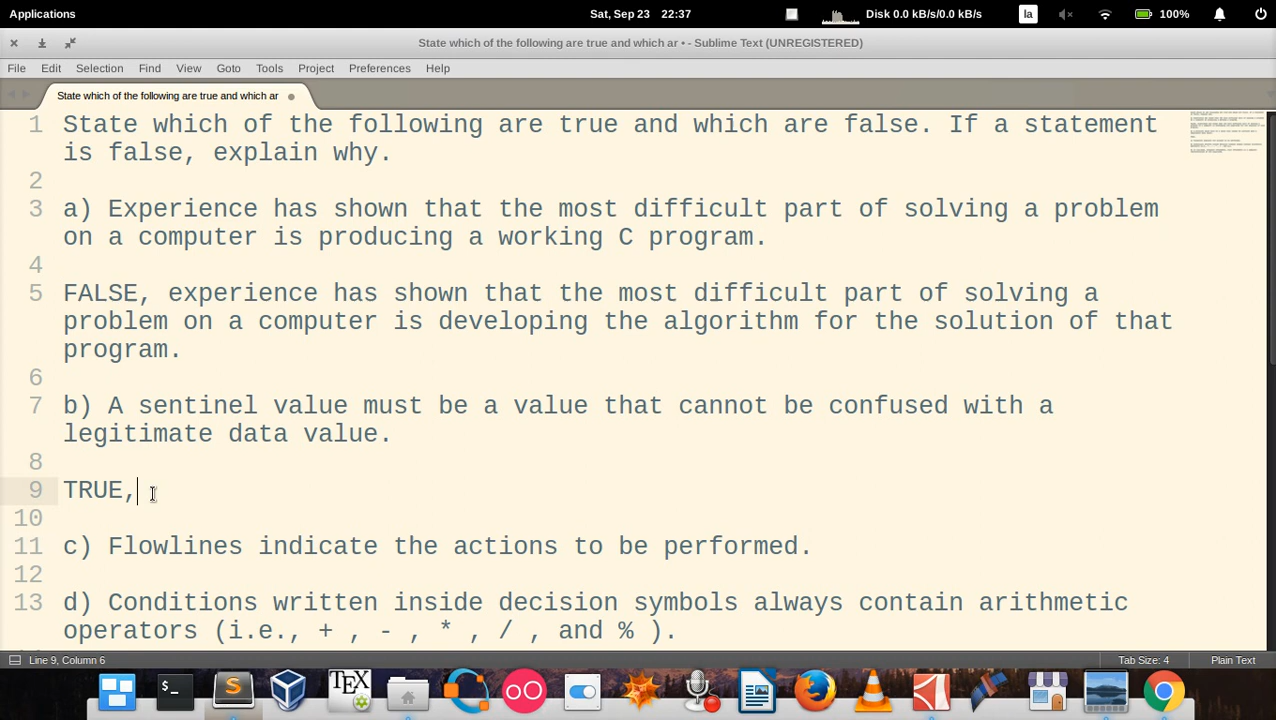 Applications
Sat, Sep 23 22:37
Disk 0.0 kB/s/0.0 kB/s
la
100%
State which of the following are true and which ar • - Sublime Text (UNREGISTERED)
File Edit Selection Find View Goto Tools Project Preferences Help
State which of the following are true and which ar
1 State which of the following are true and which are false. If a statement
is false, explain why.
2
3 a) Experience has shown that the most difficult part of solving a problem
on a computer is producing a working C program.
4
5 FALSE, experience has shown that the most difficult part of solving a
problem on a computer is developing the algorithm for the solution of that
program.
6
7 b) A sentinel value must be a value that cannot be confused with a
legitimate data value.
8
9 TRUE,
10
11 c) Flowlines indicate the actions to be performed.
12
13 d) Conditions written inside decision symbols always contain arithmetic
operators (i.e., + , - , * , / , and % ).
Line 9, Column 6
Tab Size: 4
Plain Text
>_
S
TEX